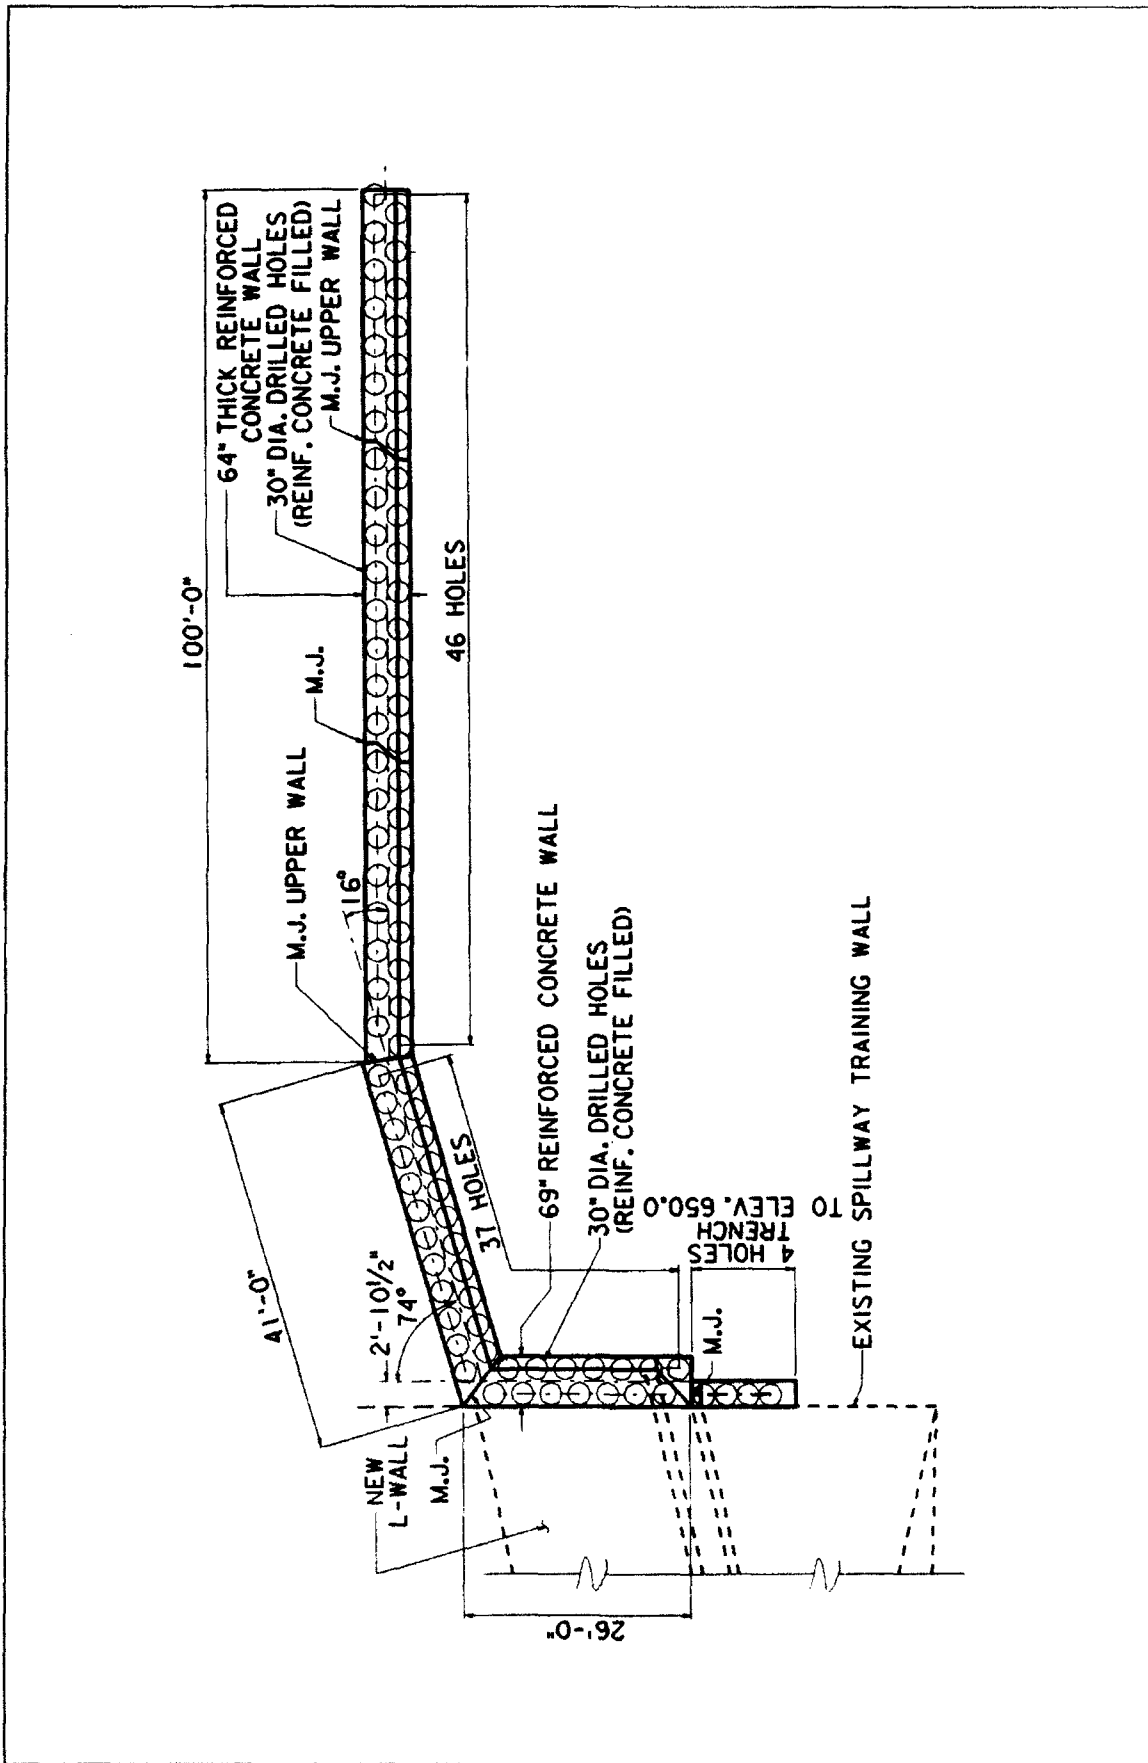 100'-0"
64" THICK REINFORCED
CONCRETE WALL
30" DIA. DRILLED HOLES
(REINF. CONCRETE FILLED)
M.J. UPPER WALL
M.J.
M.J. UPPER WALL
16°
46 HOLES
41'-0"
37 HOLES
2'-10½"
74°
69" REINFORCED CONCRETE WALL
30" DIA. DRILLED HOLES
(REINF. CONCRETE FILLED)
4 HOLES
TRENCH
TO ELEV. 650.0
M.J.
EXISTING SPILLWAY TRAINING WALL
NEW
L-WALL
M.J.
26'-0"